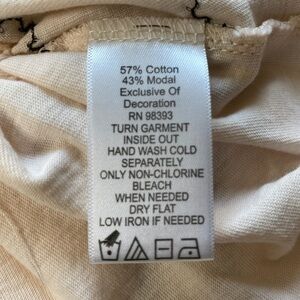 57% Cotton
43% Modal
Exclusive Of
Decoration
RN 98393
TURN GARMENT
INSIDE OUT
HAND WASH COLD
SEPARATELY
ONLY NON-CHLORINE
BLEACH
WHEN NEEDED
DRY FLAT
LOW IRON IF NEEDED